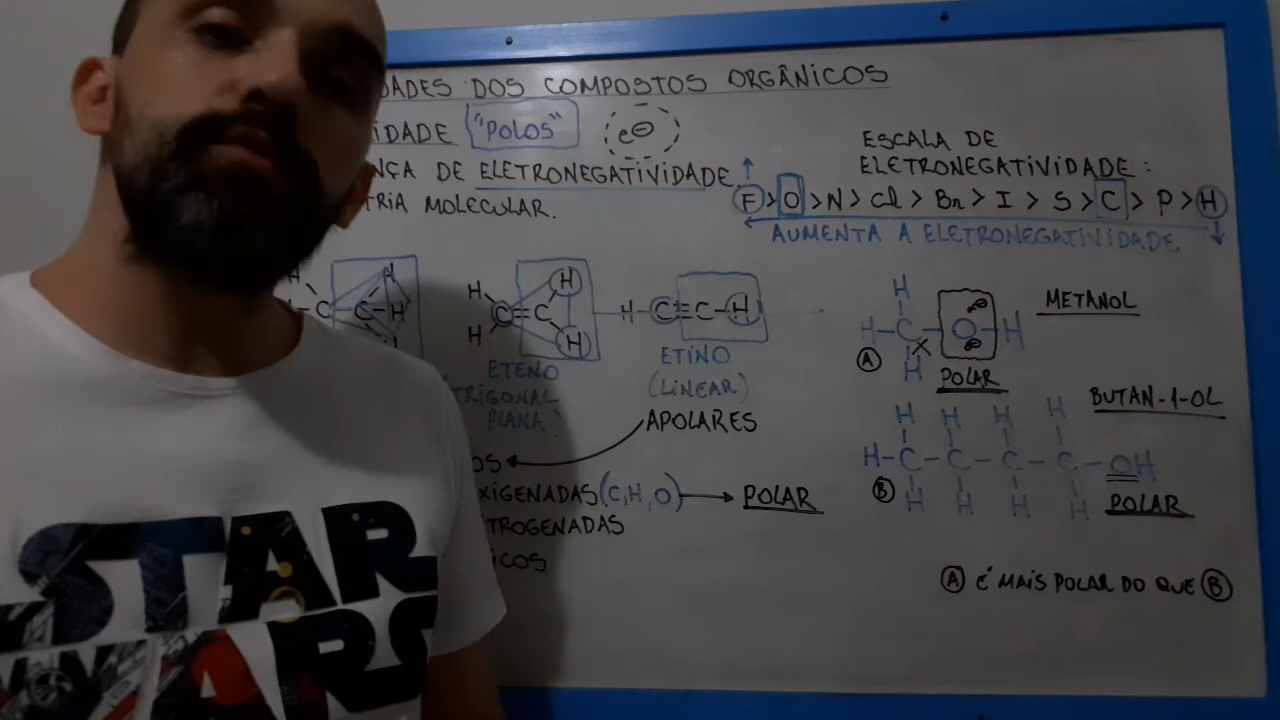 DADES DOS COMPOSTOS ORGÂNICOS
IDADE "POLOS" e⊖
NÇA DE ELETRONEGATIVIDADE.
TRIA MOLECULAR.
ESCALA DE
ELETRONEGATIVIDADE:
F > O > N > Cl > Br > I > S > C > P > H
AUMENTA A ELETRONEGATIVIDADE
H H
C C-H
H H
C=C
H H
ETENO
TRIGONAL
PLANA)
H-C≡C-H
ETINO
(LINEAR)
APOLARES
OS
XIGENADAS (C,H,O) → POLAR
TROGENADAS
ICOS
METANOL
H
H-C-O-H
H
A
POLAR
BUTAN-1-OL
H H H H
H-C-C-C-C-OH
H H H H
B
POLAR
A É MAIS POLAR DO QUE B
STAR
WARS